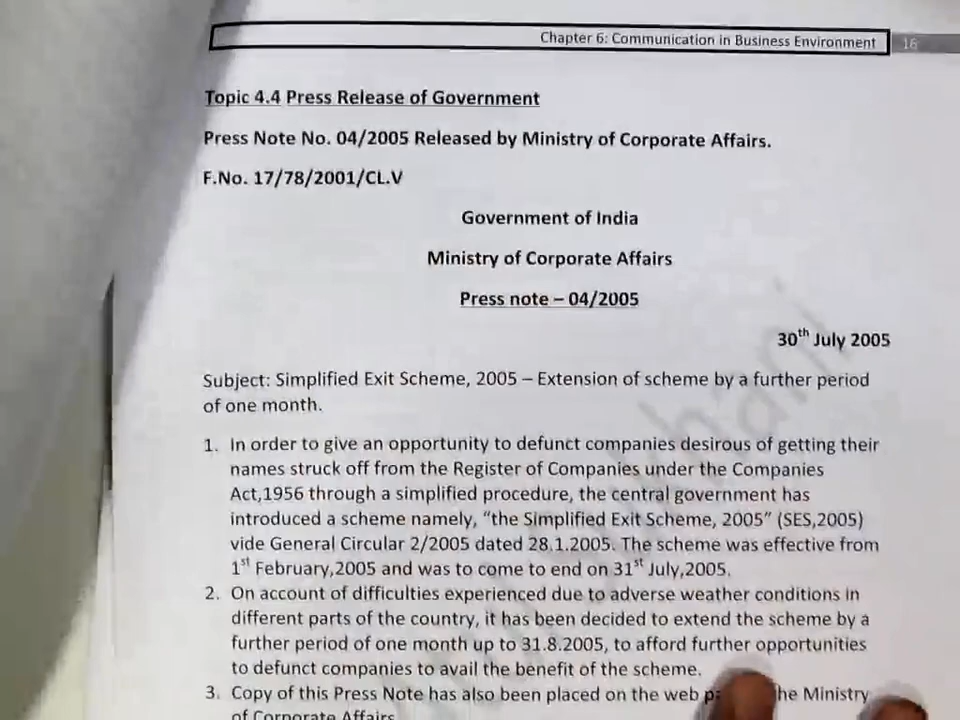 Chapter 6: Communication in Business Environment 16
Topic 4.4 Press Release of Government
Press Note No. 04/2005 Released by Ministry of Corporate Affairs.
F.No. 17/78/2001/CL.V
Government of India
Ministry of Corporate Affairs
Press note – 04/2005
30th July 2005
Subject: Simplified Exit Scheme, 2005 – Extension of scheme by a further period
of one month.
1. In order to give an opportunity to defunct companies desirous of getting their
names struck off from the Register of Companies under the Companies
Act,1956 through a simplified procedure, the central government has
introduced a scheme namely, “the Simplified Exit Scheme, 2005” (SES,2005)
vide General Circular 2/2005 dated 28.1.2005. The scheme was effective from
1st February,2005 and was to come to end on 31st July,2005.
2. On account of difficulties experienced due to adverse weather conditions in
different parts of the country, it has been decided to extend the scheme by a
further period of one month up to 31.8.2005, to afford further opportunities
to defunct companies to avail the benefit of the scheme.
3. Copy of this Press Note has also been placed on the web Ministry
of Corporate Affairs